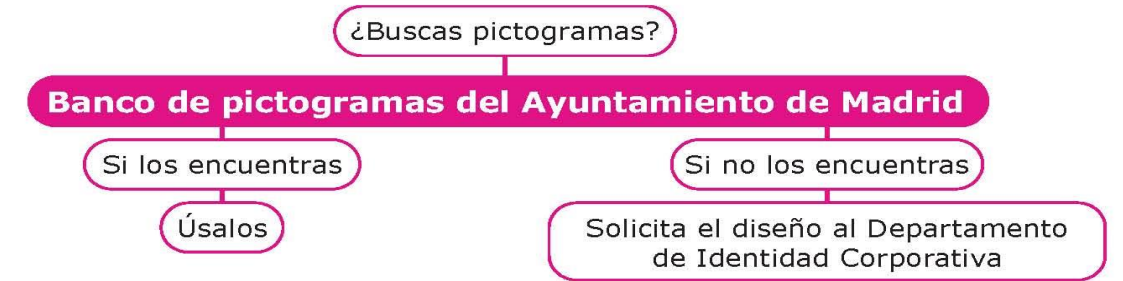 ¿Buscas pictogramas?
Banco de pictogramas del Ayuntamiento de Madrid
Si los encuentras
Si no los encuentras
Úsalos
Solicita el diseño al Departamento
de Identidad Corporativa